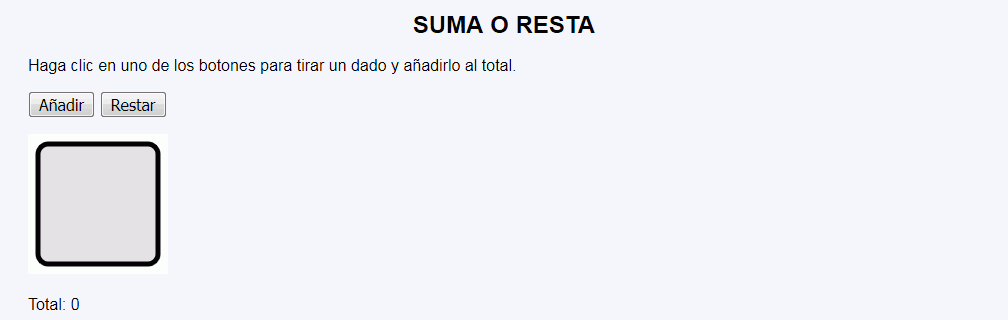 SUMA O RESTA
Haga clic en uno de los botones para tirar un dado y añadirlo al total.
Añadir Restar
Total: 0